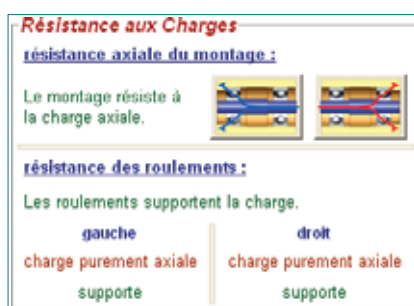 Résistance aux Charges
résistance axiale du montage :
Le montage résiste à
la charge axiale.
résistance des roulements :
Les roulements supportent la charge.
gauche droit
charge purement axiale charge purement axiale
supporte supporte